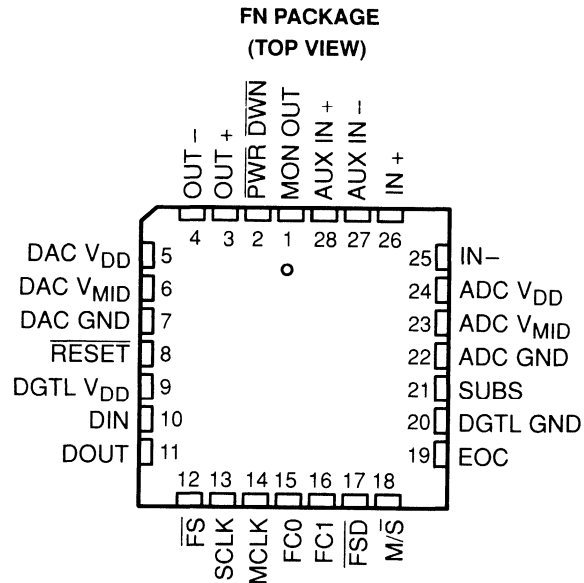 FN PACKAGE
(TOP VIEW)
OUT −
OUT +
PWR DWN
MON OUT
AUX IN +
AUX IN −
IN +
4 3 2 1 28 27 26
DAC VDD 5
DAC VMID 6
DAC GND 7
RESET 8
DGTL VDD 9
DIN 10
DOUT 11
25 IN−
24 ADC VDD
23 ADC VMID
22 ADC GND
21 SUBS
20 DGTL GND
19 EOC
12 13 14 15 16 17 18
FS
SCLK
MCLK
FC0
FC1
FSD
M/S